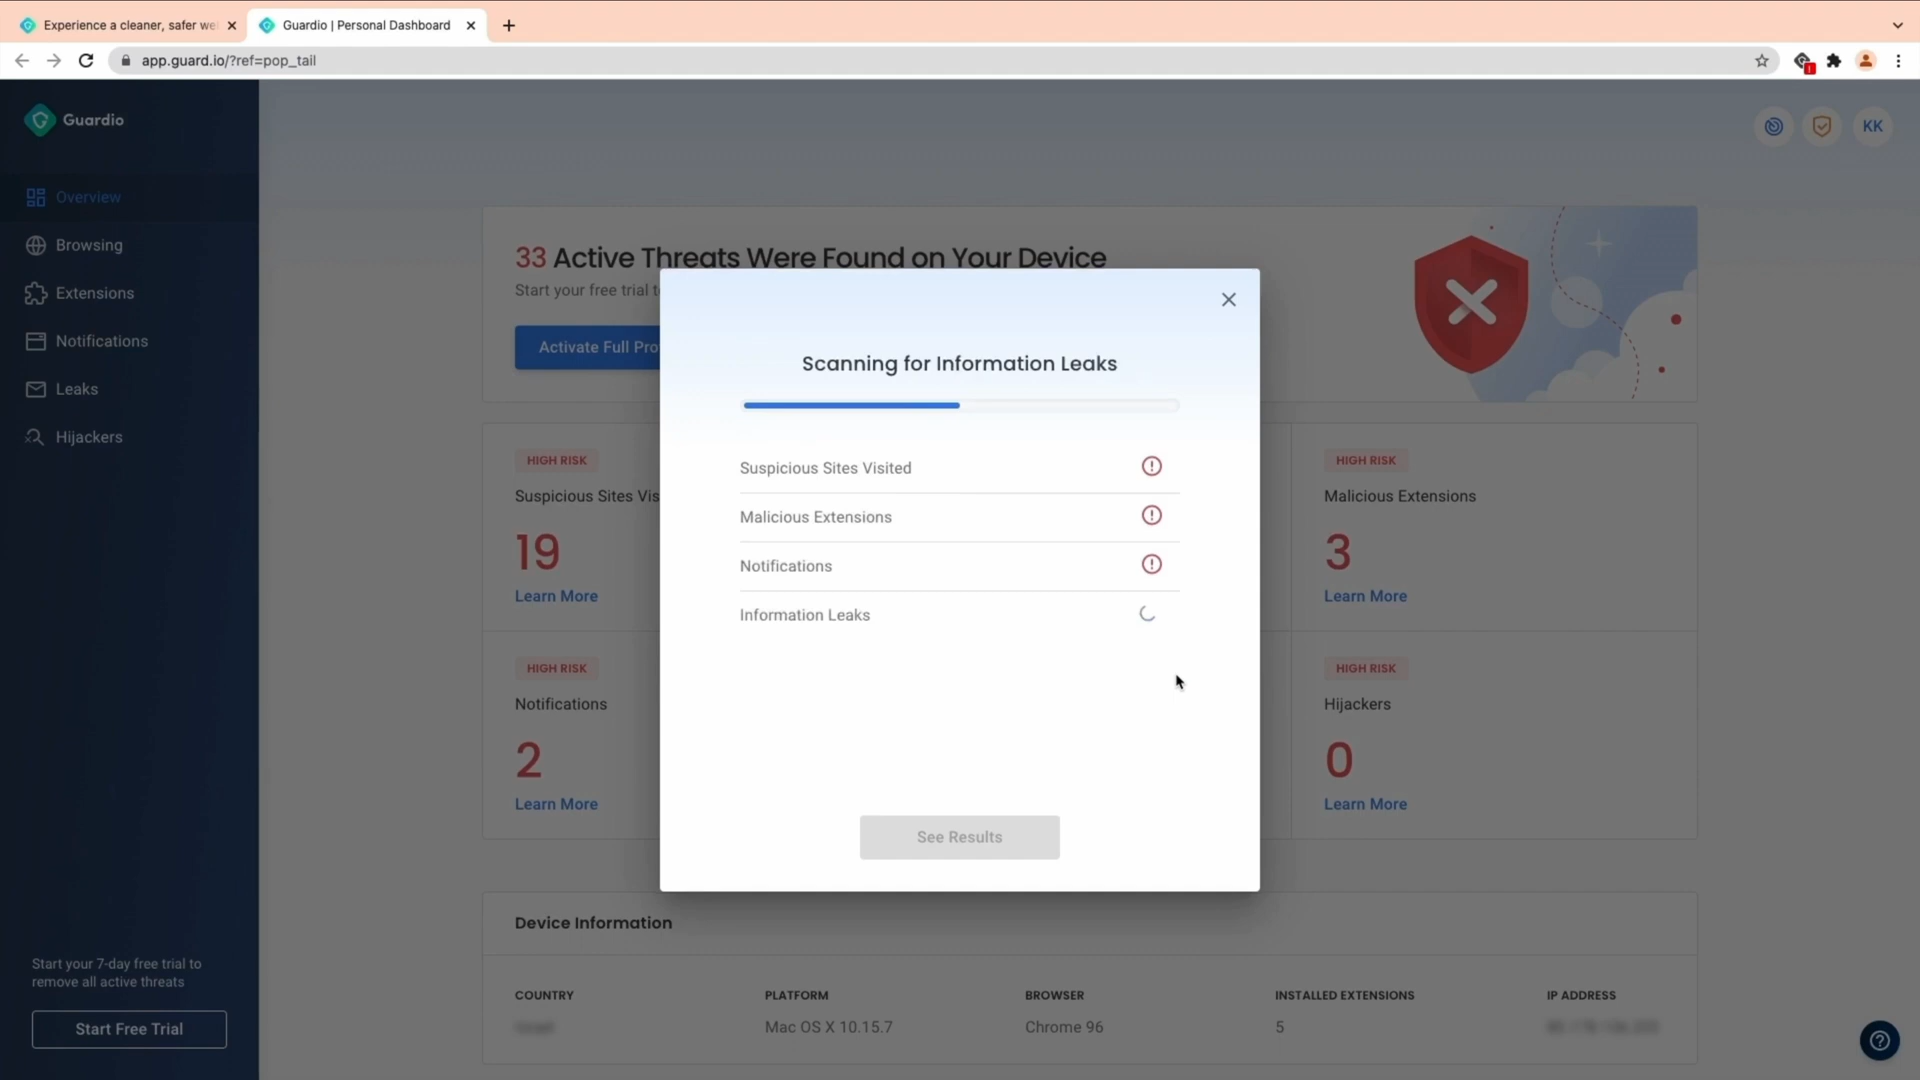 Experience a cleaner, safer we
Guardio | Personal Dashboard
app.guard.io/?ref=pop_tail
Guardio
KK
Overview
Browsing
Extensions
Notifications
Leaks
Hijackers
Start your 7-day free trial to
remove all active threats
Start Free Trial
33 Active Threats Were Found on Your Device
Start your free trial t
Activate Full Pro
HIGH RISK
Suspicious Sites Vis
19
Learn More
HIGH RISK
Malicious Extensions
3
Learn More
HIGH RISK
Notifications
2
Learn More
HIGH RISK
Hijackers
0
Learn More
Scanning for Information Leaks
Suspicious Sites Visited
Malicious Extensions
Notifications
Information Leaks
See Results
Device Information
COUNTRY PLATFORM BROWSER INSTALLED EXTENSIONS IP ADDRESS
Mac OS X 10.15.7 Chrome 96 5